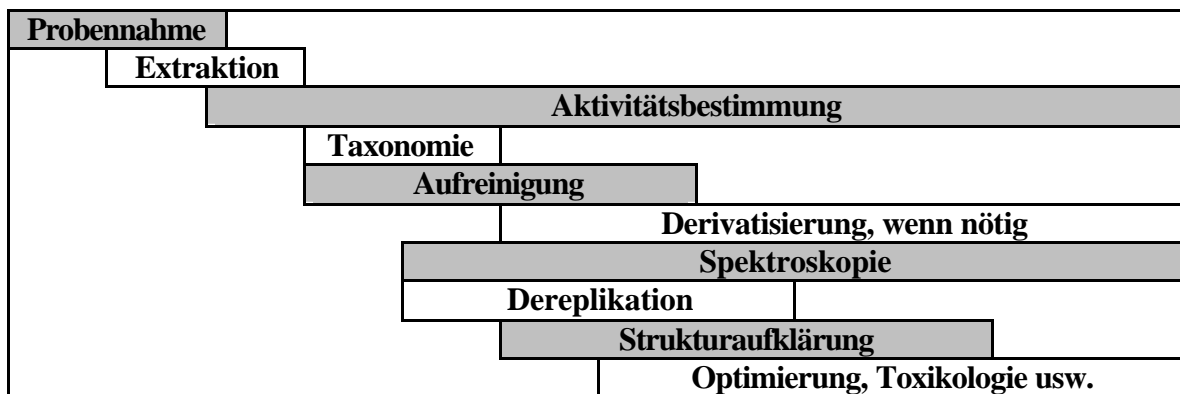 Probennahme
Extraktion
Aktivitätsbestimmung
Taxonomie
Aufreinigung
Derivatisierung, wenn nötig
Spektroskopie
Dereplikation
Strukturaufklärung
Optimierung, Toxikologie usw.